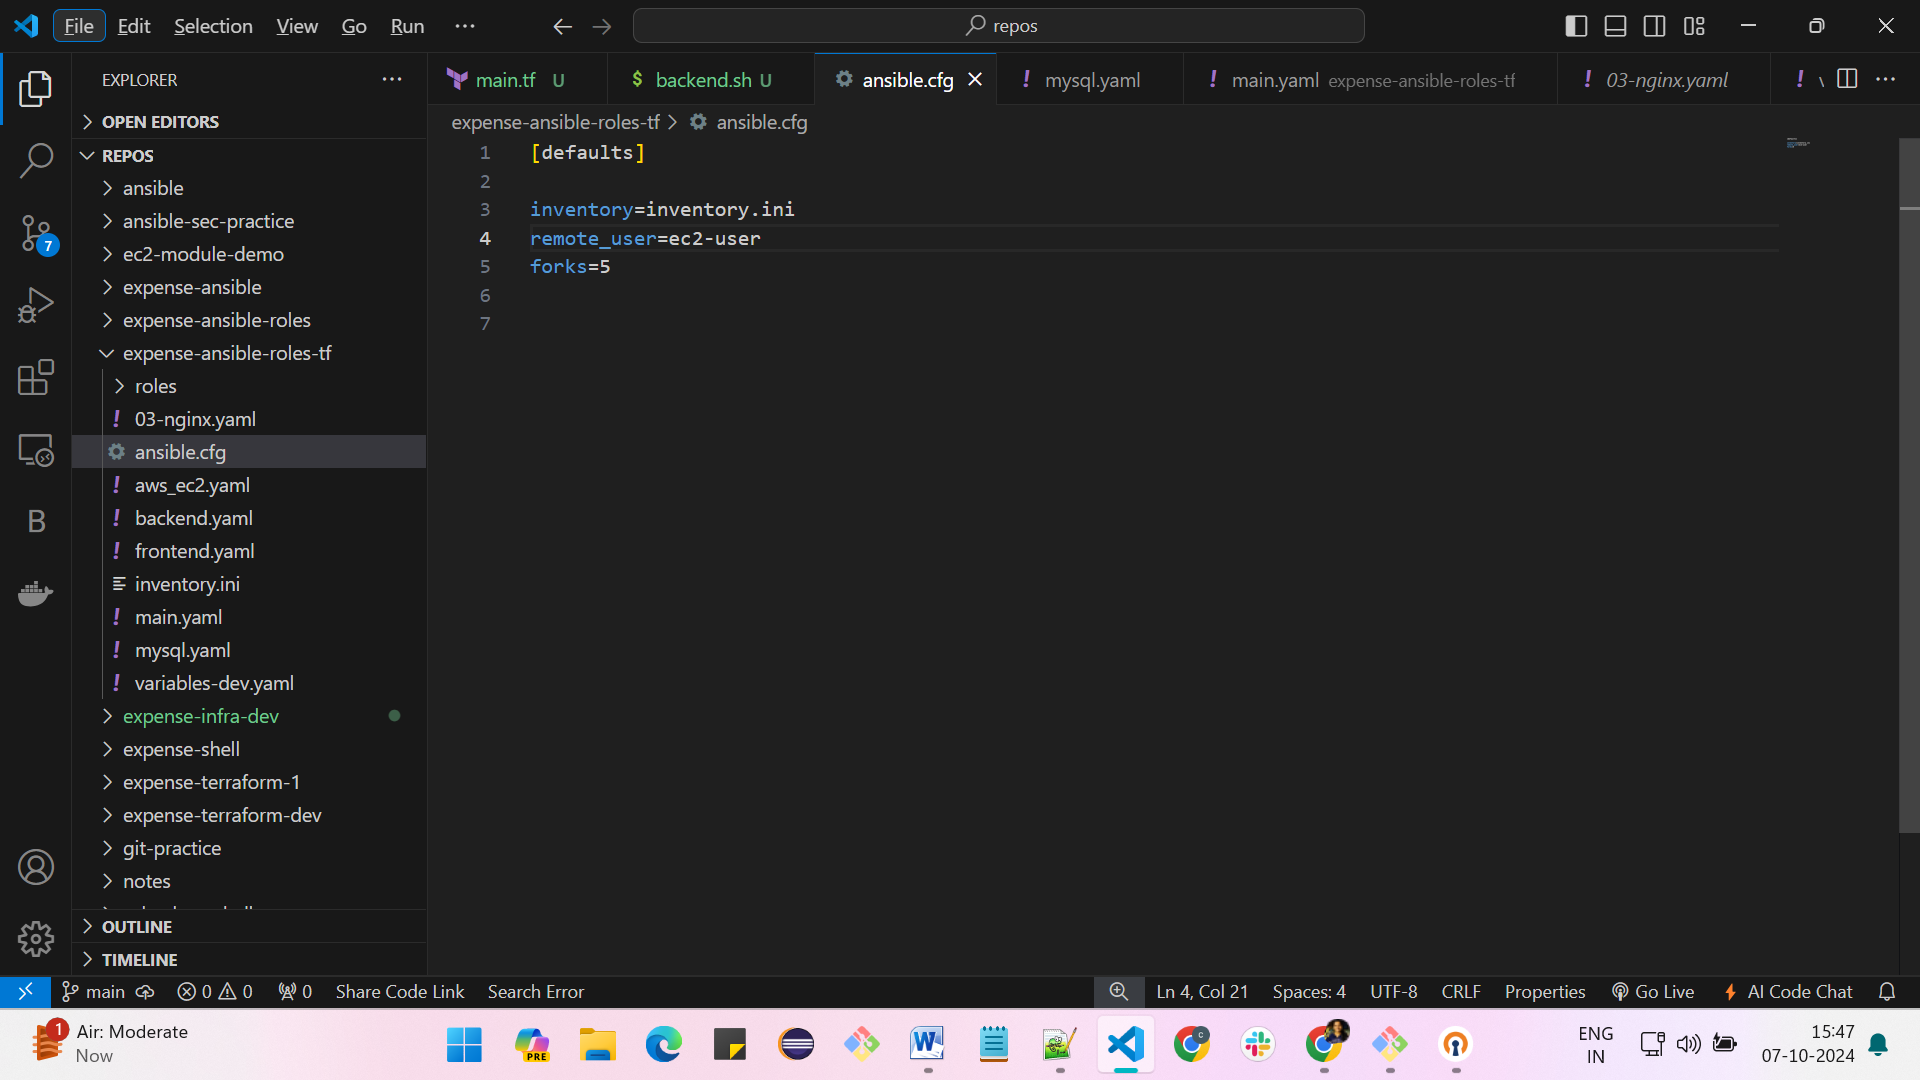 File Edit Selection View Go Run ... repos
EXPLORER ...
OPEN EDITORS
REPOS
ansible
ansible-sec-practice
ec2-module-demo
expense-ansible
expense-ansible-roles
expense-ansible-roles-tf
roles
03-nginx.yaml
ansible.cfg
aws_ec2.yaml
backend.yaml
frontend.yaml
inventory.ini
main.yaml
mysql.yaml
variables-dev.yaml
expense-infra-dev
expense-shell
expense-terraform-1
expense-terraform-dev
git-practice
notes
OUTLINE
TIMELINE
7
B
main.tf U backend.sh U ansible.cfg mysql.yaml main.yaml expense-ansible-roles-tf 03-nginx.yaml
expense-ansible-roles-tf > ansible.cfg
1 [defaults]
2
3 inventory=inventory.ini
4 remote_user=ec2-user
5 forks=5
6
7
main 0 0 0 Share Code Link Search Error Ln 4, Col 21 Spaces: 4 UTF-8 CRLF Properties Go Live AI Code Chat
1 Air: Moderate
Now
PRE
ENG
IN
15:47
07-10-2024